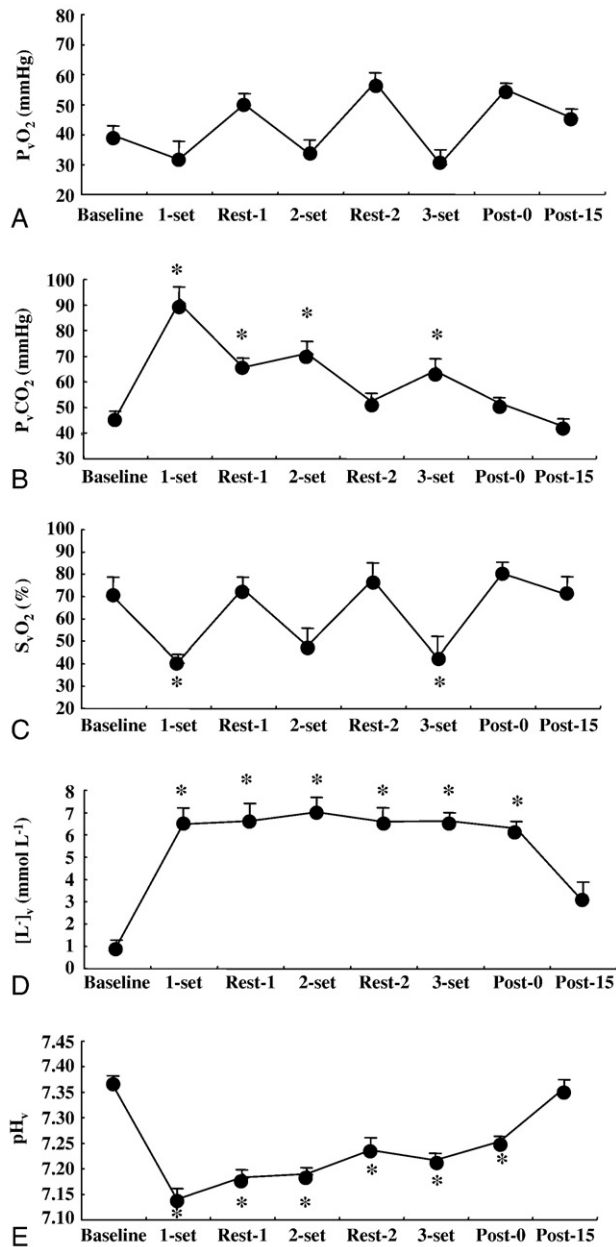 60
50
40
30
20
PᵥO₂ (mmHg)
Baseline 1-set Rest-1 2-set Rest-2 3-set Post-0 Post-15
A
100
90
80
70
60
50
40
30
PᵥCO₂ (mmHg)
* * * *
Baseline 1-set Rest-1 2-set Rest-2 3-set Post-0 Post-15
B
100
90
80
70
60
50
40
30
20
SᵥO₂ (%)
* *
Baseline 1-set Rest-1 2-set Rest-2 3-set Post-0 Post-15
C
8
7
6
5
4
3
2
1
0
[L⁻]ᵥ (mmol L⁻¹)
* * * * * *
Baseline 1-set Rest-1 2-set Rest-2 3-set Post-0 Post-15
D
7.45
7.40
7.35
7.30
7.25
7.20
7.15
7.10
pHᵥ
* * * * * *
Baseline 1-set Rest-1 2-set Rest-2 3-set Post-0 Post-15
E